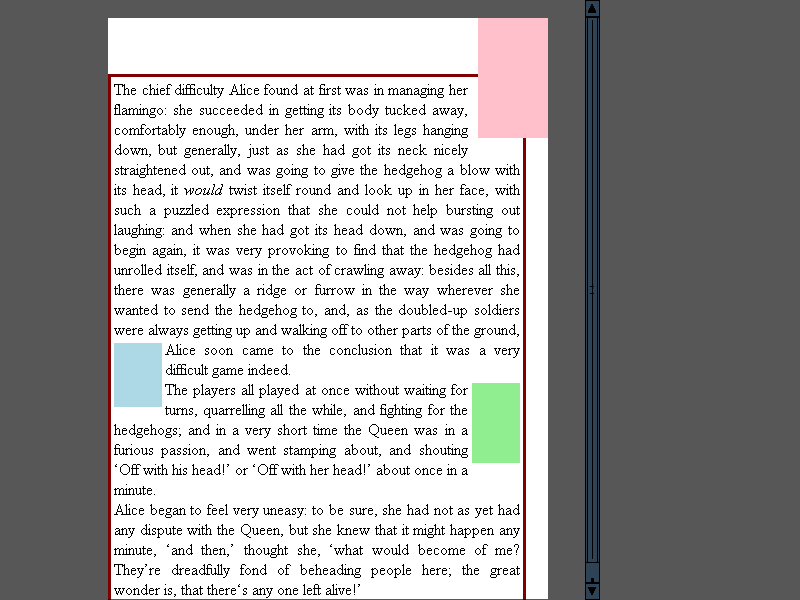 The chief difficulty Alice found at first was in managing her
flamingo: she succeeded in getting its body tucked away,
comfortably enough, under her arm, with its legs hanging
down, but generally, just as she had got its neck nicely
straightened out, and was going to give the hedgehog a blow with
its head, it would twist itself round and look up in her face, with
such a puzzled expression that she could not help bursting out
laughing: and when she had got its head down, and was going to
begin again, it was very provoking to find that the hedgehog had
unrolled itself, and was in the act of crawling away: besides all this,
there was generally a ridge or furrow in the way wherever she
wanted to send the hedgehog to, and, as the doubled-up soldiers
were always getting up and walking off to other parts of the ground,
Alice soon came to the conclusion that it was a very
difficult game indeed.
The players all played at once without waiting for
turns, quarrelling all the while, and fighting for the
hedgehogs; and in a very short time the Queen was in a
furious passion, and went stamping about, and shouting
‘Off with his head!’ or ‘Off with her head!’ about once in a
minute.
Alice began to feel very uneasy: to be sure, she had not as yet had
any dispute with the Queen, but she knew that it might happen any
minute, ‘and then,’ thought she, ‘what would become of me?
They’re dreadfully fond of beheading people here; the great
wonder is, that there‘s any one left alive!’